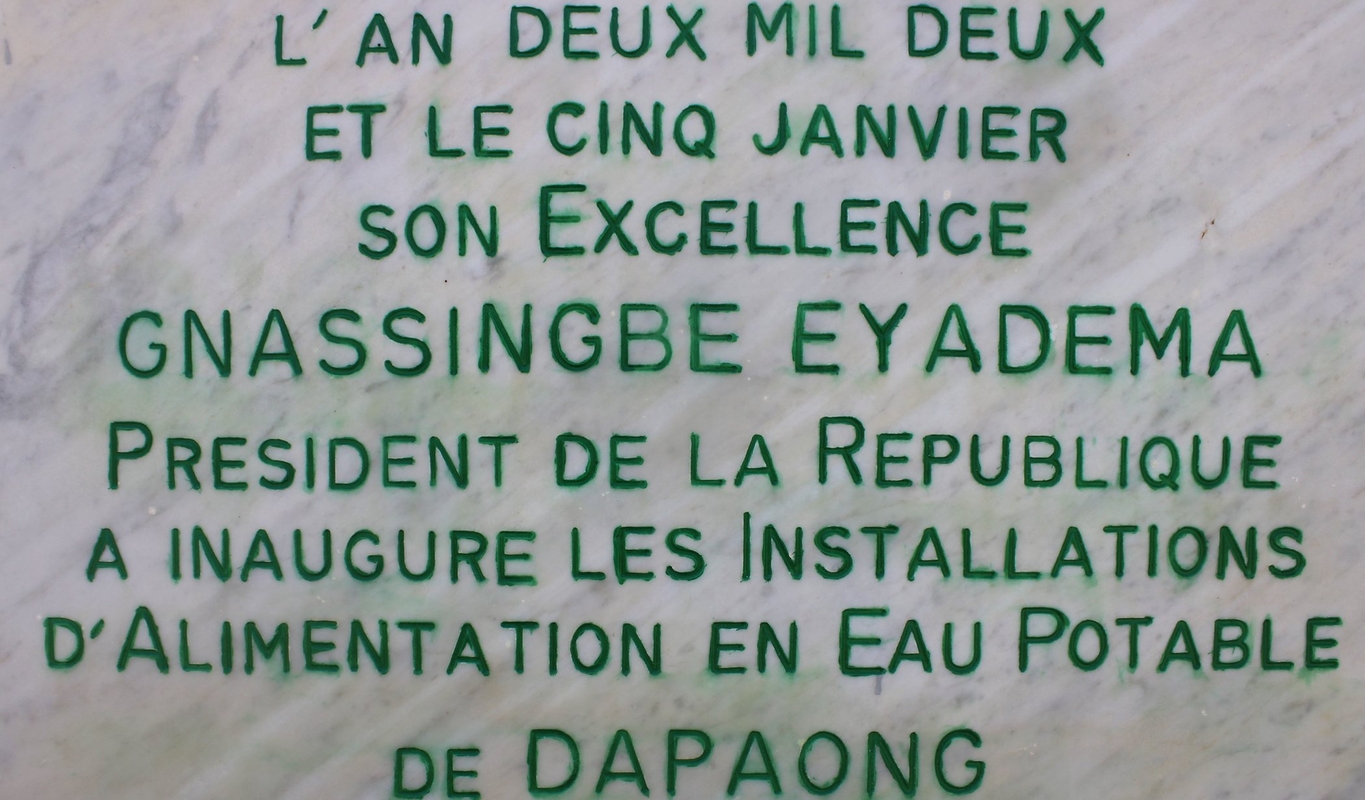 L' AN DEUX MIL DEUX
ET LE CINQ JANVIER
SON EXCELLENCE
GNASSINGBE EYADEMA
PRESIDENT DE LA REPUBLIQUE
A INAUGURE LES INSTALLATIONS
D'ALIMENTATION EN EAU POTABLE
DE DAPAONG